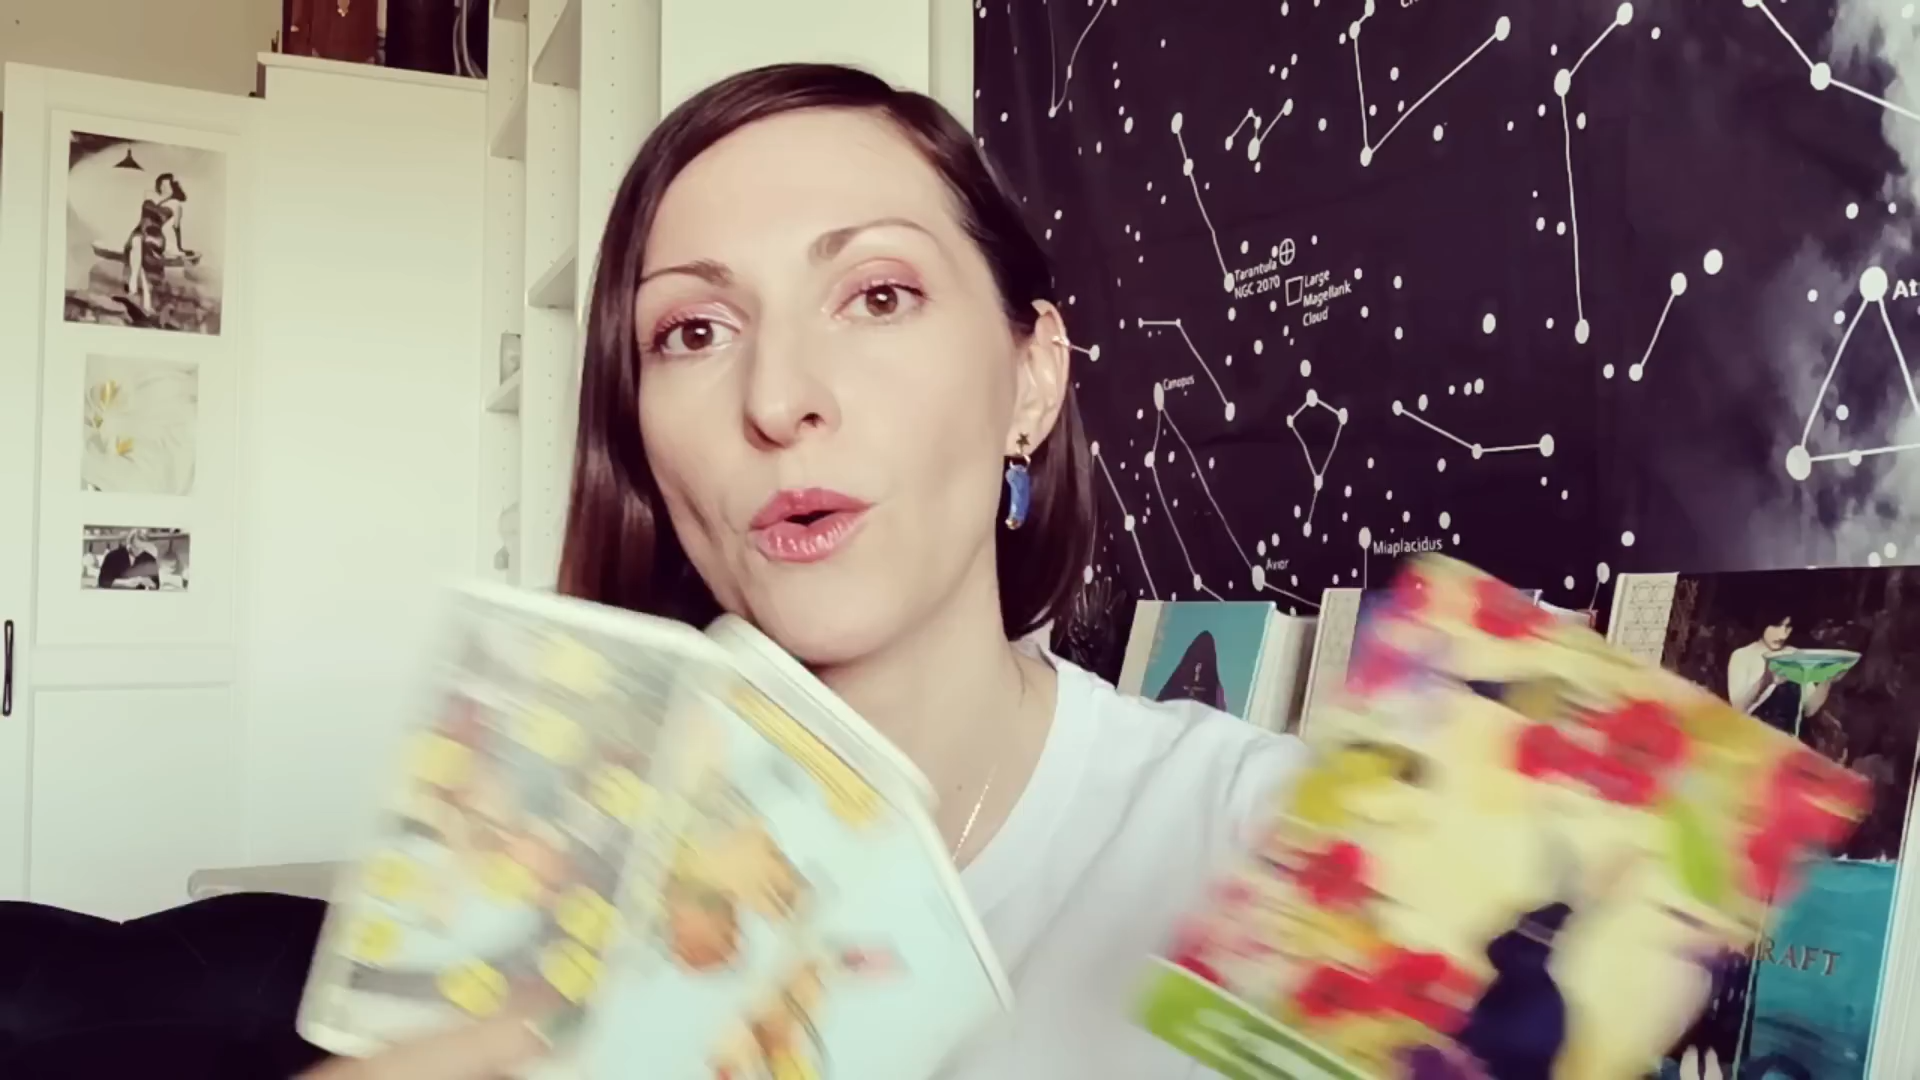 Tarantula
NGC 2070
Large
Magellank
Cloud
Canopus
Miaplacidus
Avior
At
RAFT